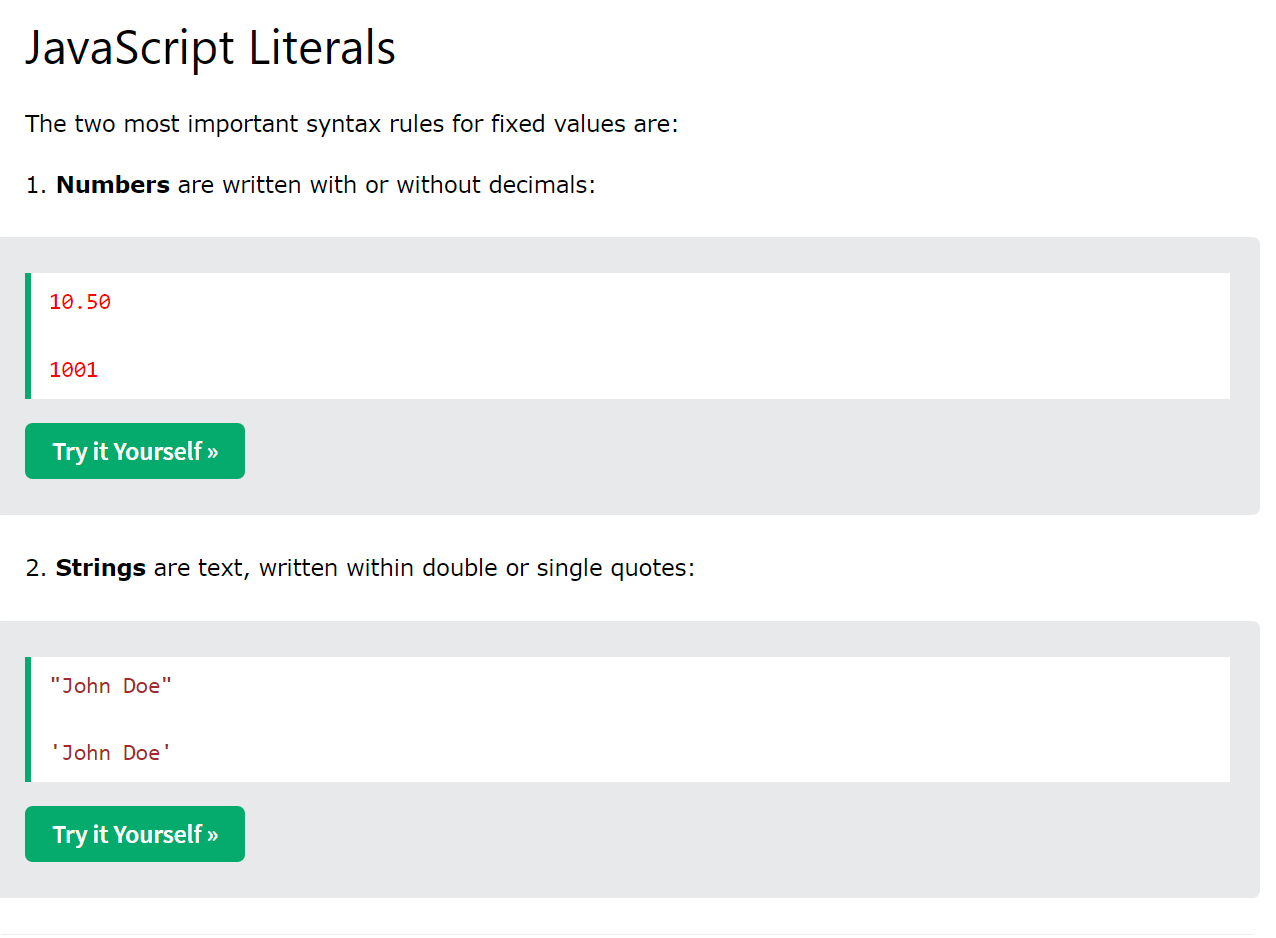 JavaScript Literals
The two most important syntax rules for fixed values are:
1. Numbers are written with or without decimals:
10.50
1001
Try it Yourself »
2. Strings are text, written within double or single quotes:
"John Doe"
'John Doe'
Try it Yourself »